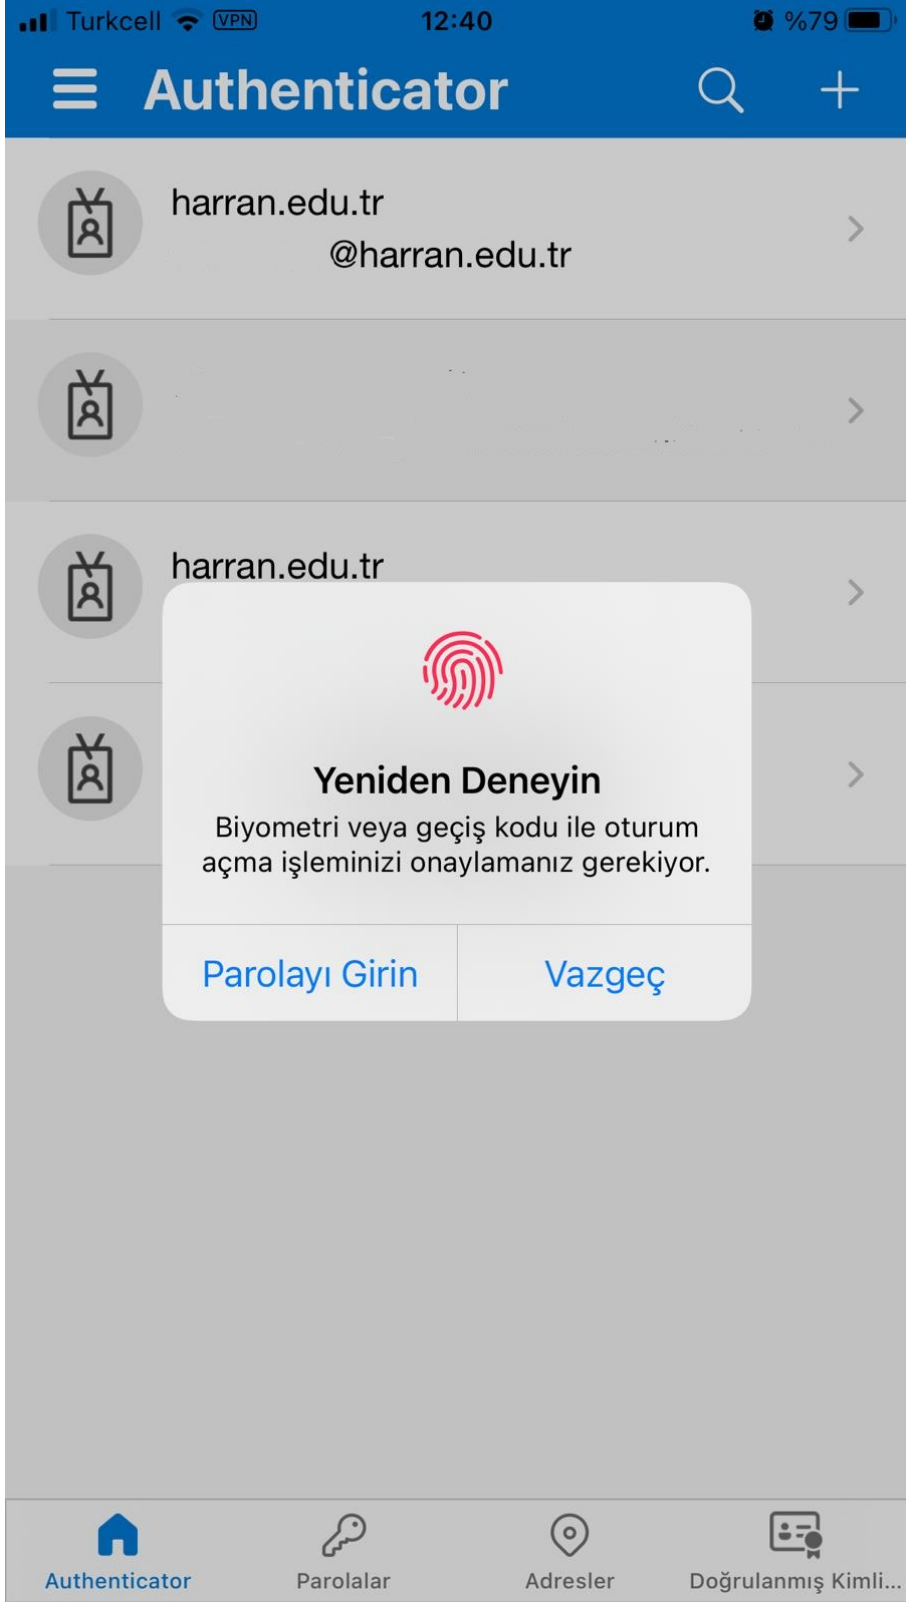 Turkcell VPN 12:40 %79
Authenticator
harran.edu.tr
@harran.edu.tr
harran.edu.tr
Yeniden Deneyin
Biyometri veya geçiş kodu ile oturum
açma işleminizi onaylamanız gerekiyor.
Parolayı Girin Vazgeç
Authenticator Parolalar Adresler Doğrulanmış Kimli...